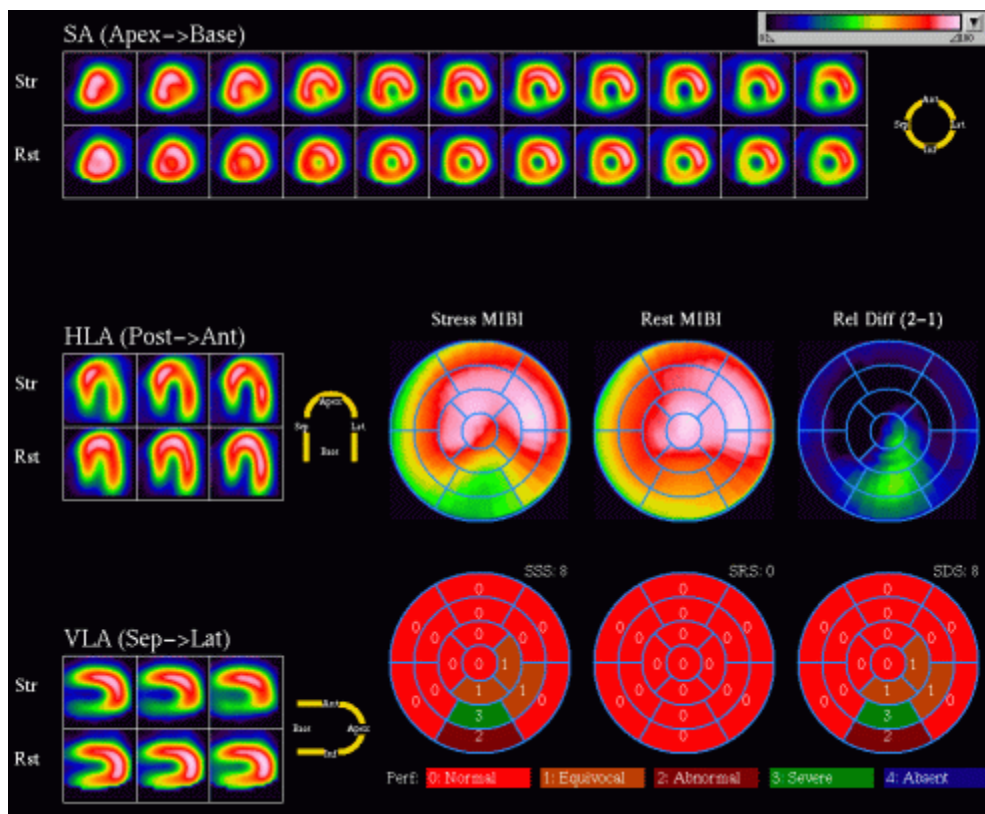 SA (Apex->Base)
Str
Rst
Ant
Sep Lat
Inf
HLA (Post->Ant)
Str
Rst
Apex
Sep Lat
Base
Stress MIBI Rest MIBI Rel Diff (2-1)
VLA (Sep->Lat)
Str
Rst
Ant
Base Apex
Inf
SSS: 8 SRS: 0 SDS: 8
0 0 0
0 0 0 0 0 0
0 0 0
0 0 0 0 0 0
0 0 1 0 0 0 0 0 1
0 0 1 0 0 0 0 0 0 1 0
1 0 1
3 0 3
2 0 2
Perf: 0: Normal 1: Equivocal 2: Abnormal 3: Severe 4: Absent